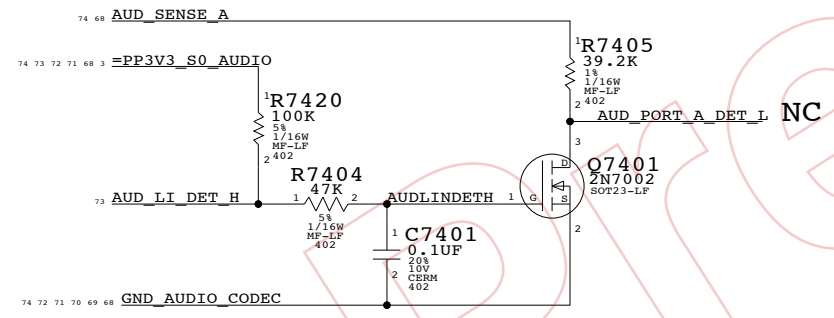 74 68 AUD_SENSE_A
74 73 72 71 68 3 =PP3V3_S0_AUDIO
1
R7405
39.2K
1%
1/16W
MF-LF
402
2
1
R7420
100K
5%
1/16W
MF-LF
402
2
AUD_PORT_A_DET_L NC
3
D
Q7401
2N7002
SOT23-LF
G
S
1
2
R7404
47K
1 2
5%
1/16W
MF-LF
402
73 AUD_LI_DET_H
AUDLINDETH
1
C7401
0.1UF
20%
10V
CERM
402
2
74 72 71 70 69 68 GND_AUDIO_CODEC
Pre